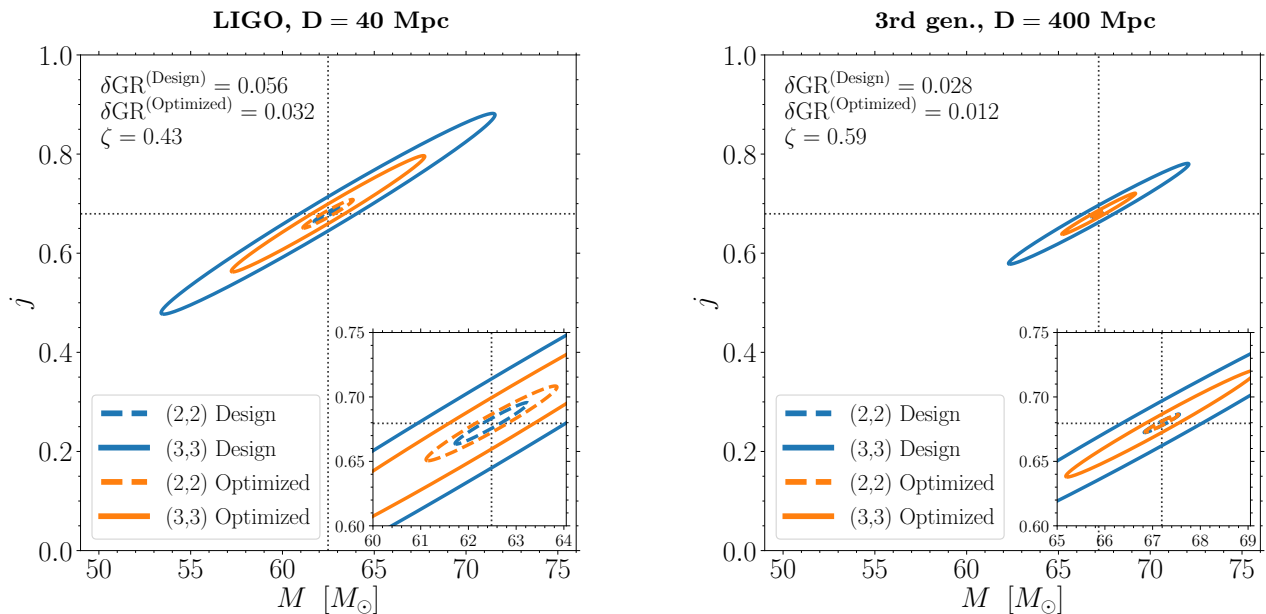 LIGO, D = 40 Mpc
δGR(Design) = 0.056
δGR(Optimized) = 0.032
ζ = 0.43
1.0
0.8
0.6
0.4
0.2
0.0
j
50 55 60 65 70 75
M [M⊙]
(2,2) Design
(3,3) Design
(2,2) Optimized
(3,3) Optimized
0.75
0.70
0.65
0.60
60 61 62 63 64
3rd gen., D = 400 Mpc
δGR(Design) = 0.028
δGR(Optimized) = 0.012
ζ = 0.59
1.0
0.8
0.6
0.4
0.2
0.0
j
50 55 60 65 70 75
M [M⊙]
(2,2) Design
(3,3) Design
(2,2) Optimized
(3,3) Optimized
0.75
0.70
0.65
0.60
65 66 67 68 69